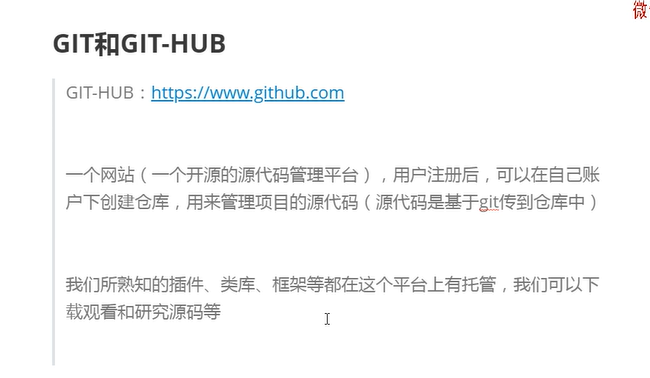 微
GIT和GIT-HUB
GIT-HUB：https://www.github.com
一个网站（一个开源的源代码管理平台），用户注册后，可以在自己账
户下创建仓库，用来管理项目的源代码（源代码是基于git传到仓库中）
我们所熟知的插件、类库、框架等都在这个平台上有托管，我们可以下
载观看和研究源码等